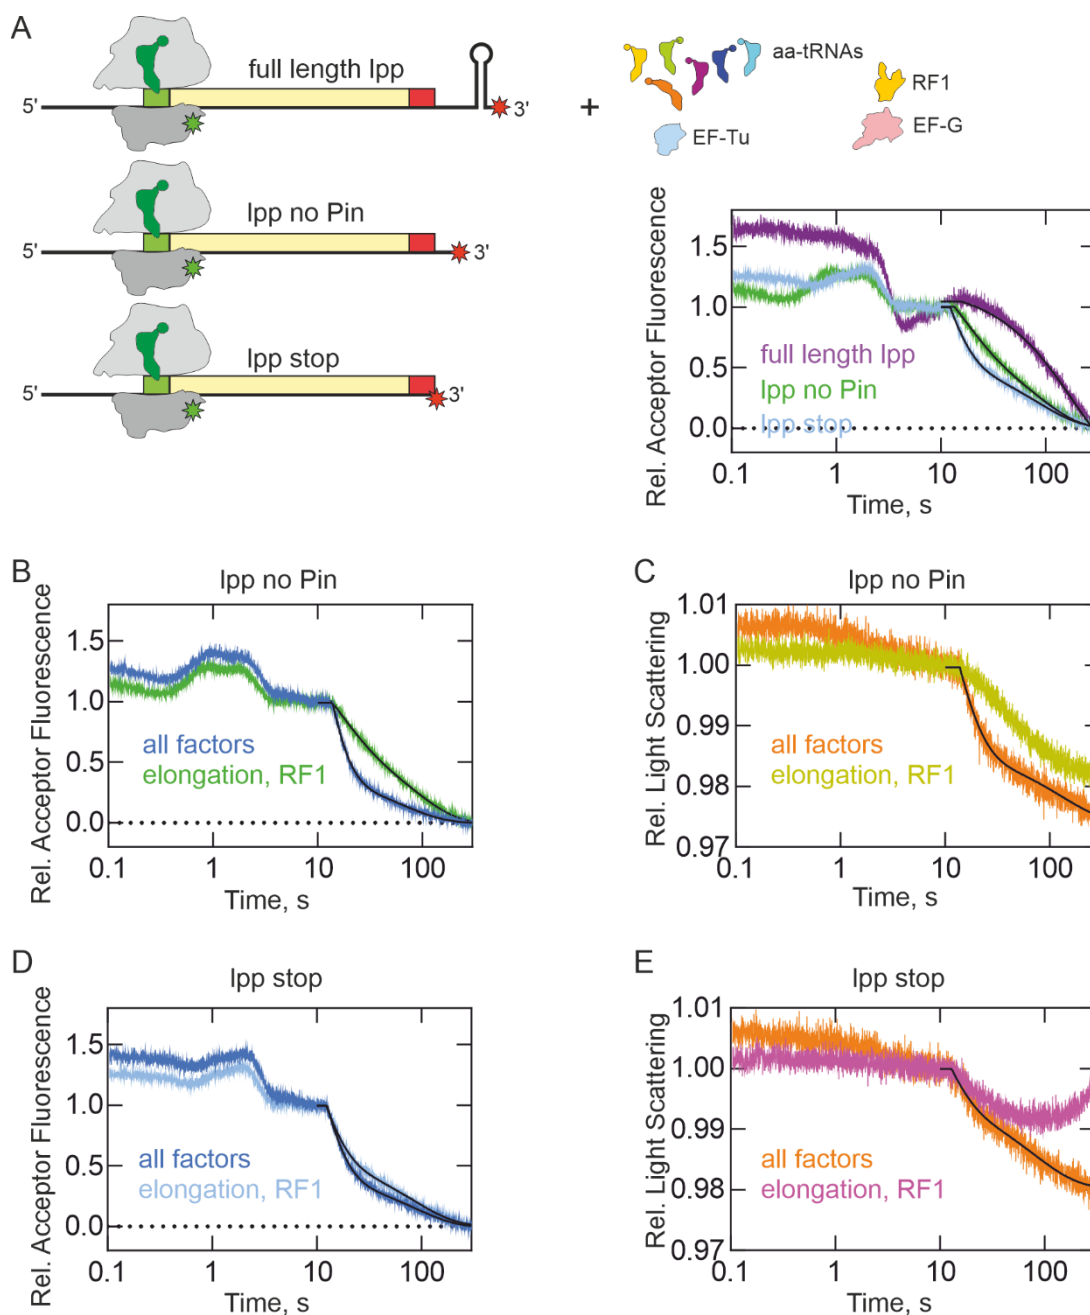 A
full length lpp
5'
3'
lpp no Pin
5'
3'
lpp stop
5'
3'
+
aa-tRNAs
RF1
EF-Tu
EF-G
Rel. Acceptor Fluorescence
1.5
1.0
0.5
0.0
full length lpp
lpp no Pin
lpp stop
0.1 1 10 100
Time, s
B
lpp no Pin
Rel. Acceptor Fluorescence
1.5
1.0
0.5
0.0
all factors
elongation, RF1
0.1 1 10 100
Time, s
C
lpp no Pin
Rel. Light Scattering
1.01
1.00
0.99
0.98
0.97
all factors
elongation, RF1
0.1 1 10 100
Time, s
D
lpp stop
Rel. Acceptor Fluorescence
1.5
1.0
0.5
0.0
all factors
elongation, RF1
0.1 1 10 100
Time, s
E
lpp stop
Rel. Light Scattering
1.01
1.00
0.99
0.98
0.97
all factors
elongation, RF1
0.1 1 10 100
Time, s